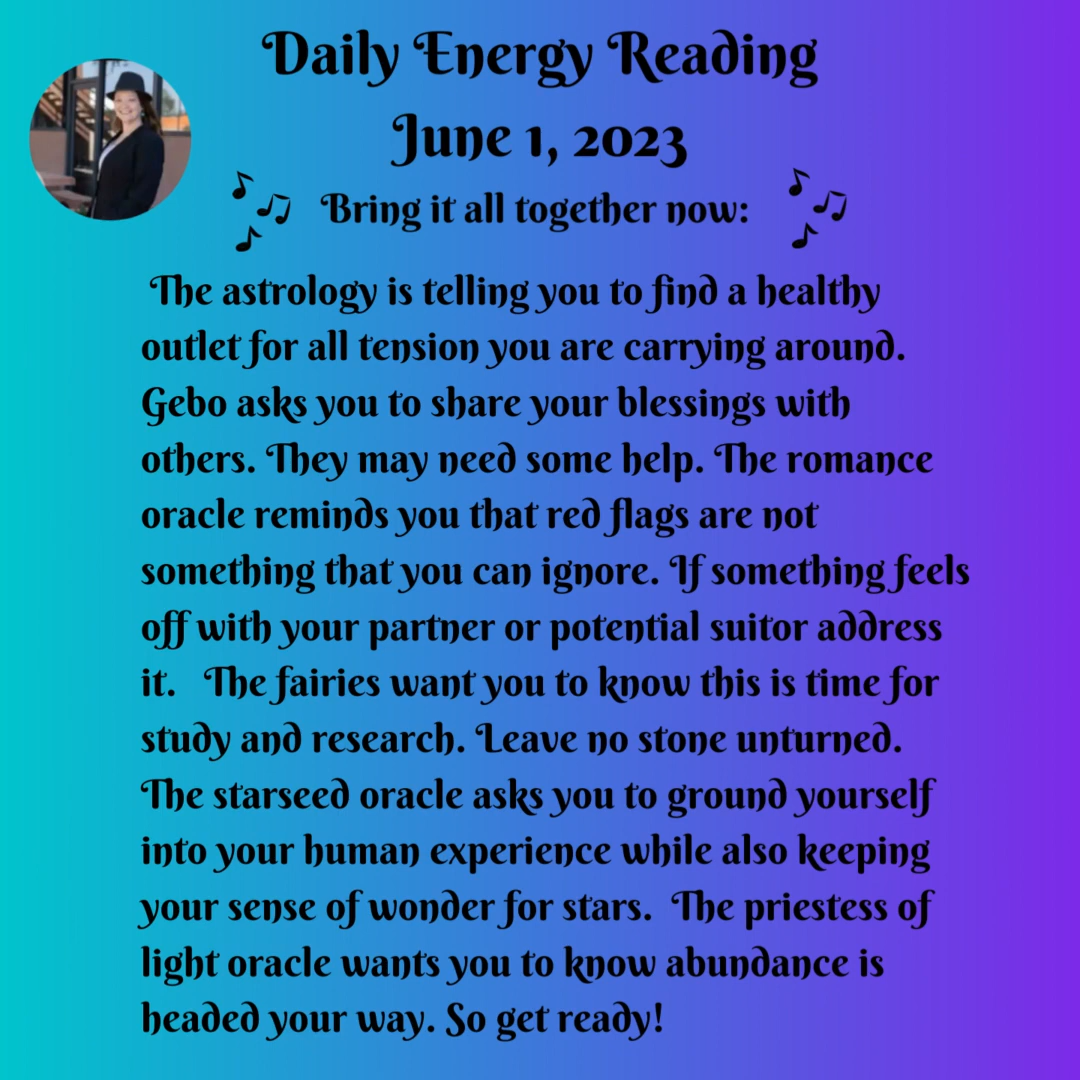 Daily Energy Reading
June 1, 2023
Bring it all together now:
The astrology is telling you to find a healthy
outlet for all tension you are carrying around.
Gebo asks you to share your blessings with
others. They may need some help. The romance
oracle reminds you that red flags are not
something that you can ignore. If something feels
off with your partner or potential suitor address
it. The fairies want you to know this is time for
study and research. Leave no stone unturned.
The starseed oracle asks you to ground yourself
into your human experience while also keeping
your sense of wonder for stars. The priestess of
light oracle wants you to know abundance is
headed your way. So get ready!